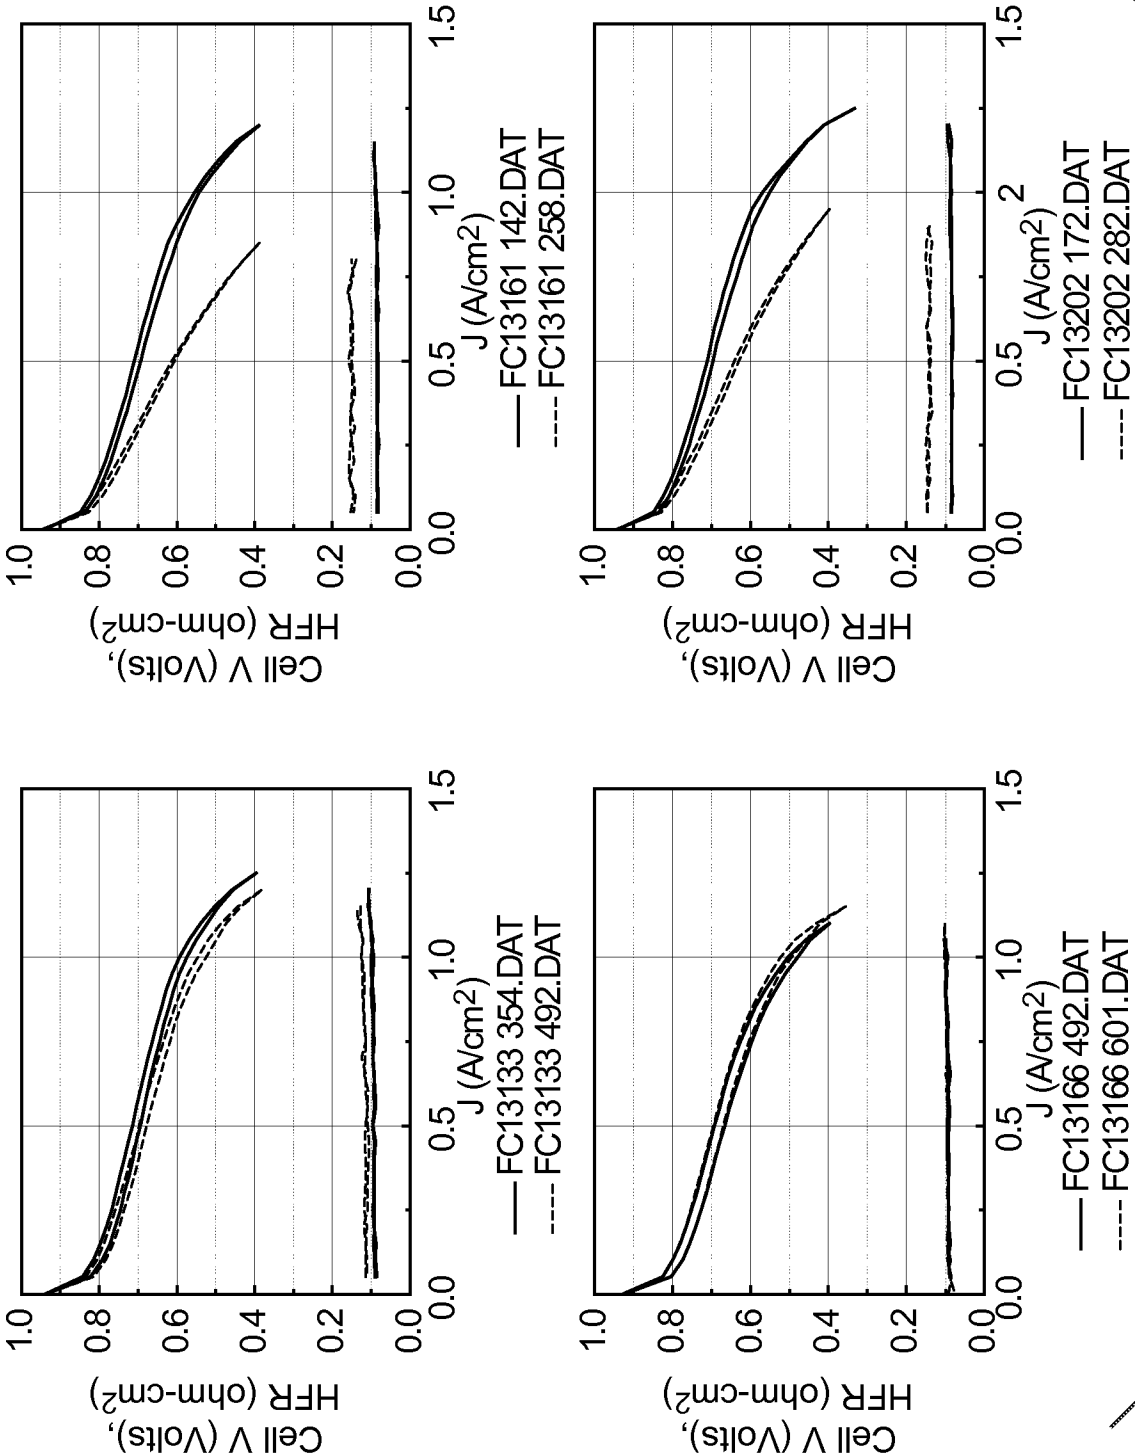 Cell V (Volts),
HFR (ohm-cm2)
1.0
0.8
0.6
0.4
0.2
0.0
0.0
0.5
1.0
1.5
J (A/cm2)
FC13133 354.DAT
FC13133 492.DAT
Cell V (Volts),
HFR (ohm-cm2)
1.0
0.8
0.6
0.4
0.2
0.0
0.0
0.5
1.0
1.5
J (A/cm2)
FC13161 142.DAT
FC13161 258.DAT
Cell V (Volts),
HFR (ohm-cm2)
1.0
0.8
0.6
0.4
0.2
0.0
0.0
0.5
1.0
1.5
J (A/cm2)
FC13166 492.DAT
FC13166 601.DAT
Cell V (Volts),
HFR (ohm-cm2)
1.0
0.8
0.6
0.4
0.2
0.0
0.0
0.5
2
1.5
J (A/cm2)
FC13202 172.DAT
FC13202 282.DAT